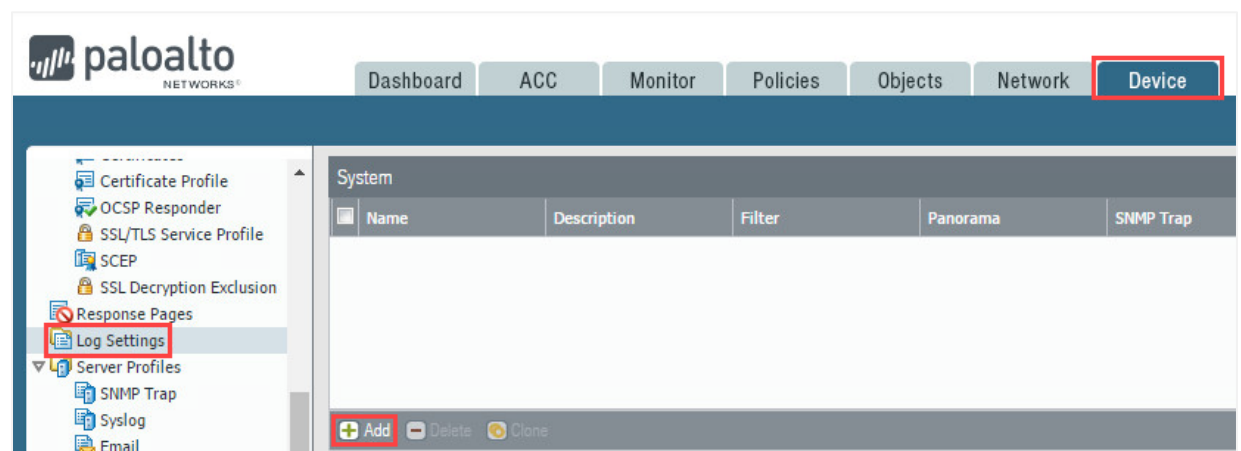 paloalto
NETWORKS®
Dashboard ACC Monitor Policies Objects Network Device
Certificate Profile
OCSP Responder
SSL/TLS Service Profile
SCEP
SSL Decryption Exclusion
Response Pages
Log Settings
Server Profiles
SNMP Trap
Syslog
Email
System
Name Description Filter Panorama SNMP Trap
Add Delete Clone